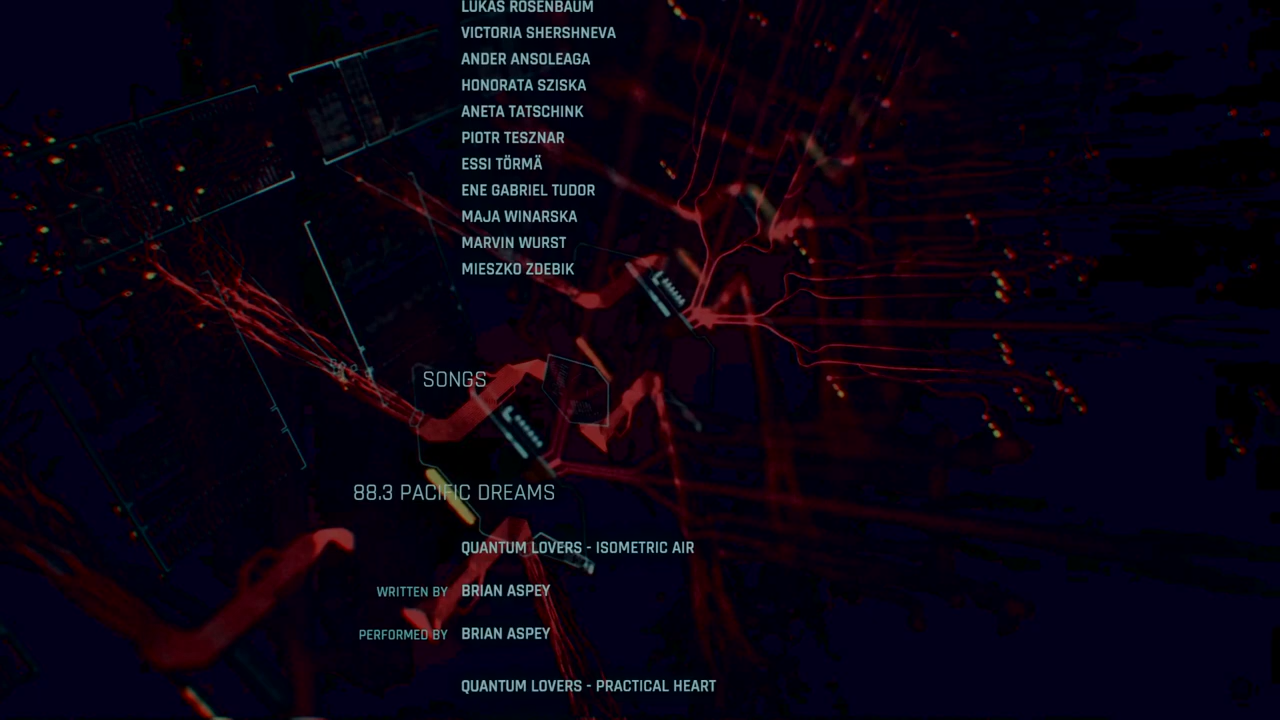 LUKAS ROSENBAUM
VICTORIA SHERSHNEVA
ANDER ANSOLEAGA
HONORATA SZISKA
ANETA TATSCHINK
PIOTR TESZNAR
ESSI TÖRMÄ
ENE GABRIEL TUDOR
MAJA WINARSKA
MARVIN WURST
MIESZKO ZDEBIK
SONGS
88.3 PACIFIC DREAMS
QUANTUM LOVERS - ISOMETRIC AIR
WRITTEN BY BRIAN ASPEY
PERFORMED BY BRIAN ASPEY
QUANTUM LOVERS - PRACTICAL HEART